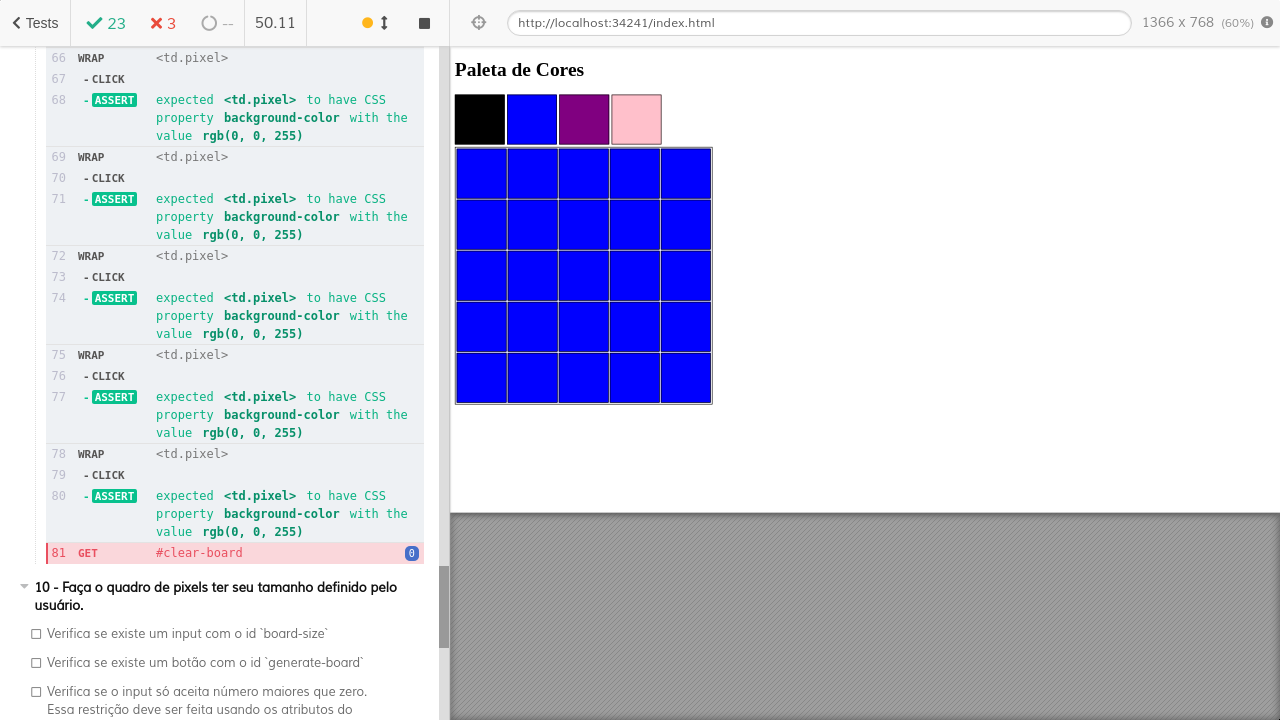 Tests 23 3 -- 50.11 http://localhost:34241/index.html 1366 x 768 (60%)
66 WRAP <td.pixel>
67 -CLICK
68 -ASSERT expected <td.pixel> to have CSS
property background-color with the
value rgb(0, 0, 255)
69 WRAP <td.pixel>
70 -CLICK
71 -ASSERT expected <td.pixel> to have CSS
property background-color with the
value rgb(0, 0, 255)
72 WRAP <td.pixel>
73 -CLICK
74 -ASSERT expected <td.pixel> to have CSS
property background-color with the
value rgb(0, 0, 255)
75 WRAP <td.pixel>
76 -CLICK
77 -ASSERT expected <td.pixel> to have CSS
property background-color with the
value rgb(0, 0, 255)
78 WRAP <td.pixel>
79 -CLICK
80 -ASSERT expected <td.pixel> to have CSS
property background-color with the
value rgb(0, 0, 255)
81 GET #clear-board 0
10 - Faça o quadro de pixels ter seu tamanho definido pelo
usuário.
Verifica se existe um input com o id `board-size`
Verifica se existe um botão com o id `generate-board`
Verifica se o input só aceita número maiores que zero.
Essa restrição deve ser feita usando os atributos do
Paleta de Cores